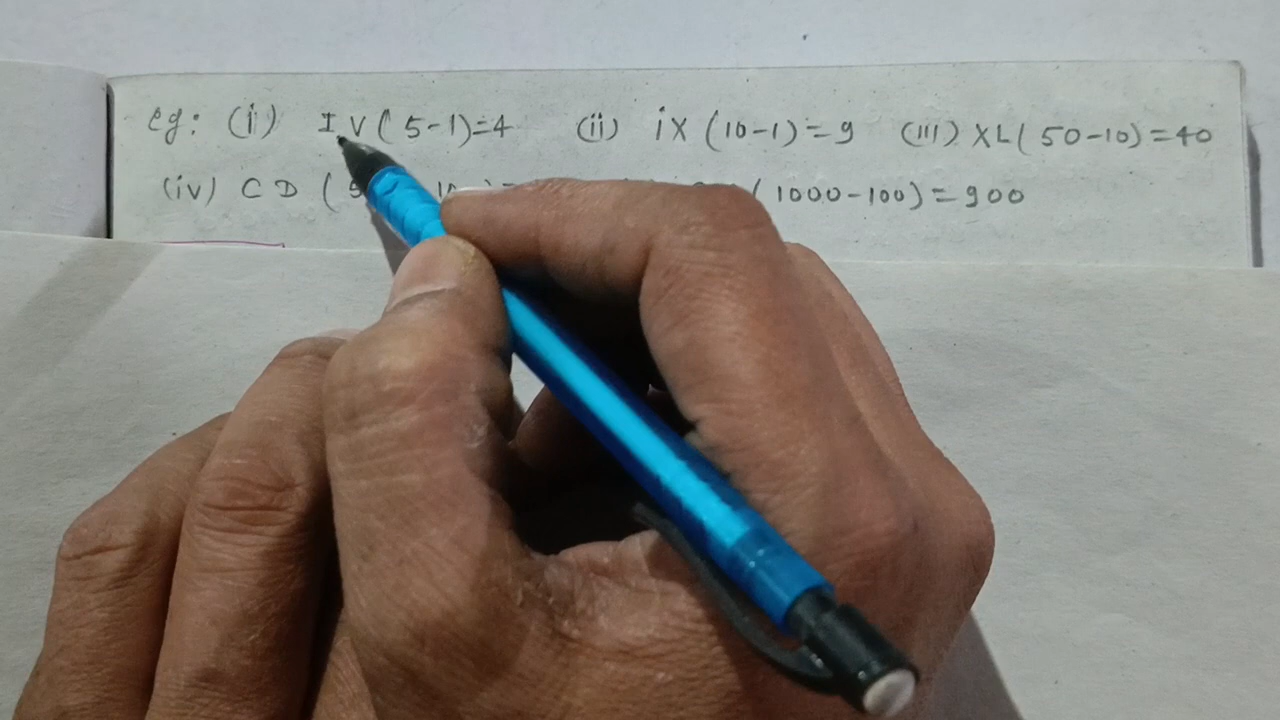 eg: (i) IV (5-1)=4 (ii) iX (10-1)=9 (iii) XL (50-10)=40
(iv) CD ( (1000-100)=900